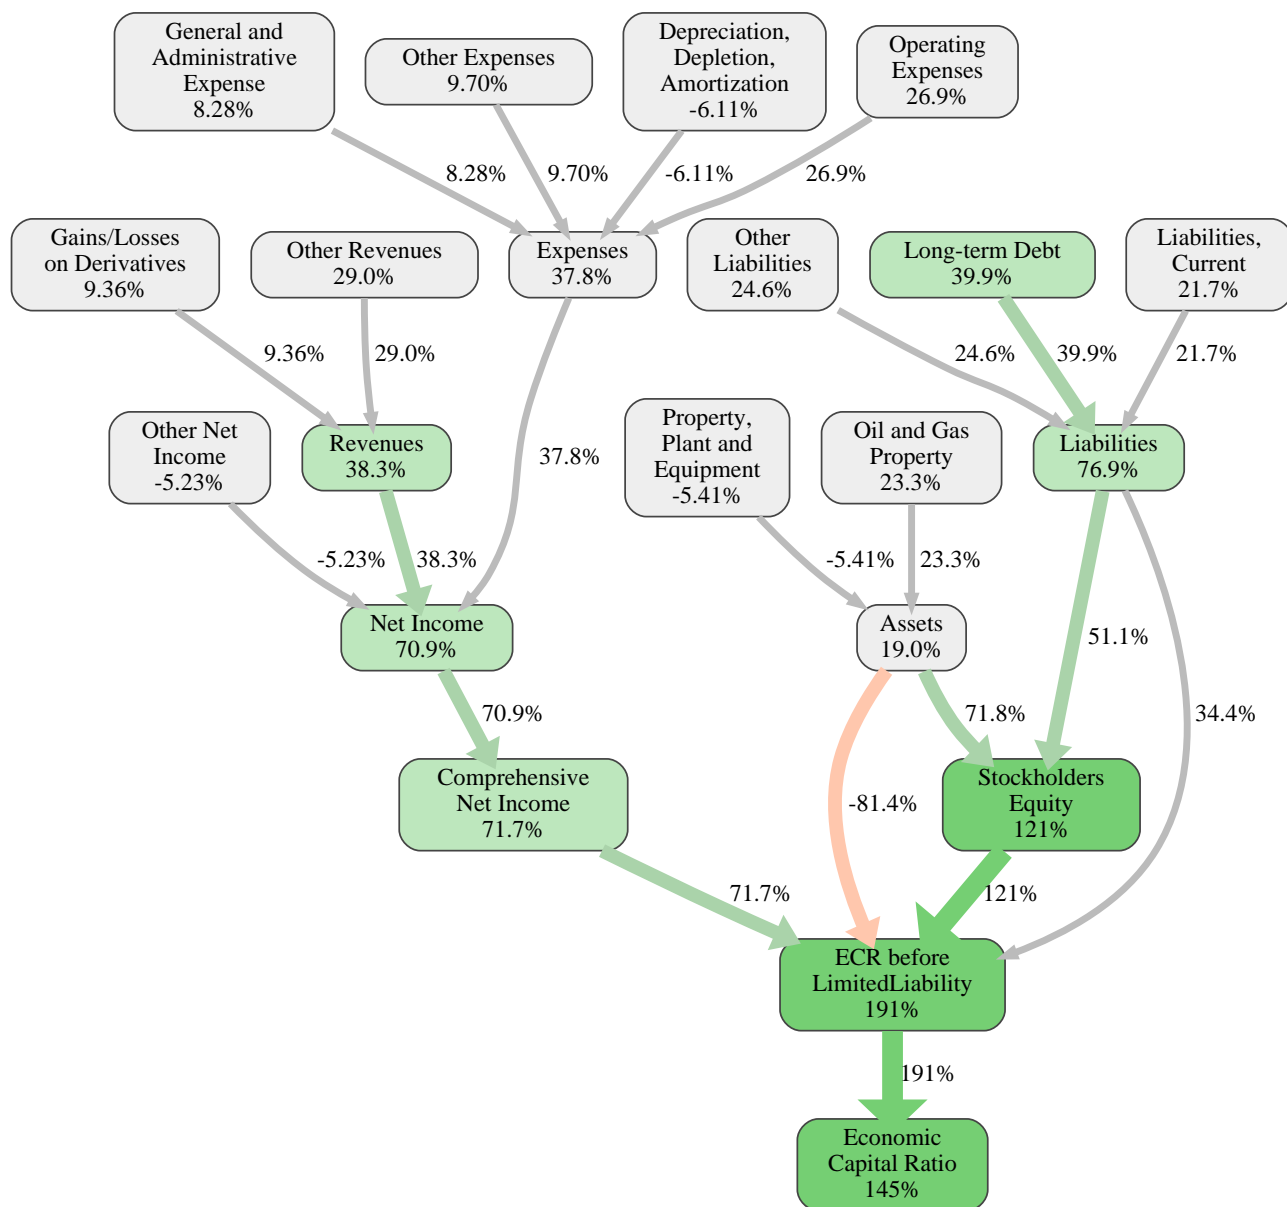 General and
Administrative
Expense
8.28%
Other Expenses
9.70%
Depreciation,
Depletion,
Amortization
-6.11%
Operating
Expenses
26.9%
8.28%
9.70%
-6.11%
26.9%
Gains/Losses
on Derivatives
9.36%
Other Revenues
29.0%
Expenses
37.8%
Other
Liabilities
24.6%
Long-term Debt
39.9%
Liabilities,
Current
21.7%
9.36%
29.0%
24.6%
39.9%
21.7%
Other Net
Income
-5.23%
Revenues
38.3%
37.8%
Property,
Plant and
Equipment
-5.41%
Oil and Gas
Property
23.3%
Liabilities
76.9%
-5.23%
38.3%
-5.41%
23.3%
Net Income
70.9%
Assets
19.0%
51.1%
70.9%
71.8%
34.4%
Comprehensive
Net Income
71.7%
-81.4%
Stockholders
Equity
121%
71.7%
121%
ECR before
LimitedLiability
191%
191%
Economic
Capital Ratio
145%